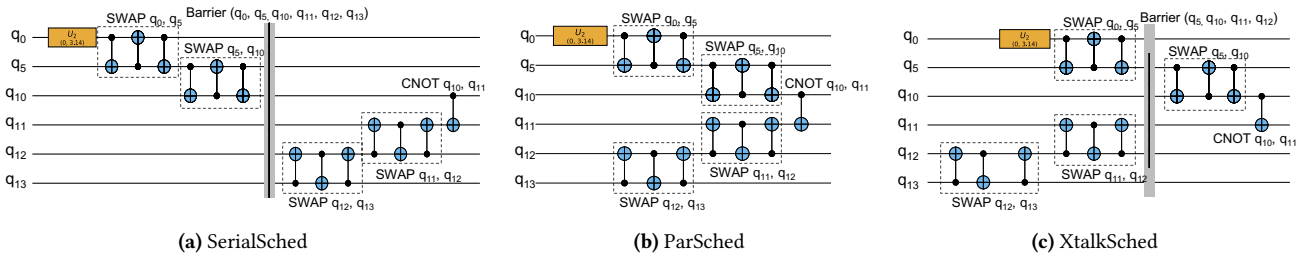 SWAP q0, q5
Barrier (q0, q5, q10, q11, q12, q13)
q0
U2
(0, 3.14)
SWAP q5, q10
q5
CNOT q10, q11
q10
q11
q12
SWAP q11, q12
q13
SWAP q12, q13
(a) SerialSched
SWAP q0, q5
q0
U2
(0, 3.14)
SWAP q5, q10
q5
CNOT q10, q11
q10
q11
q12
SWAP q11, q12
q13
SWAP q12, q13
(b) ParSched
SWAP q0, q5
Barrier (q5, q10, q11, q12)
q0
U2
(0, 3.14)
SWAP q5, q10
q5
q10
q11
CNOT q10, q11
q12
SWAP q11, q12
q13
SWAP q12, q13
(c) XtalkSched